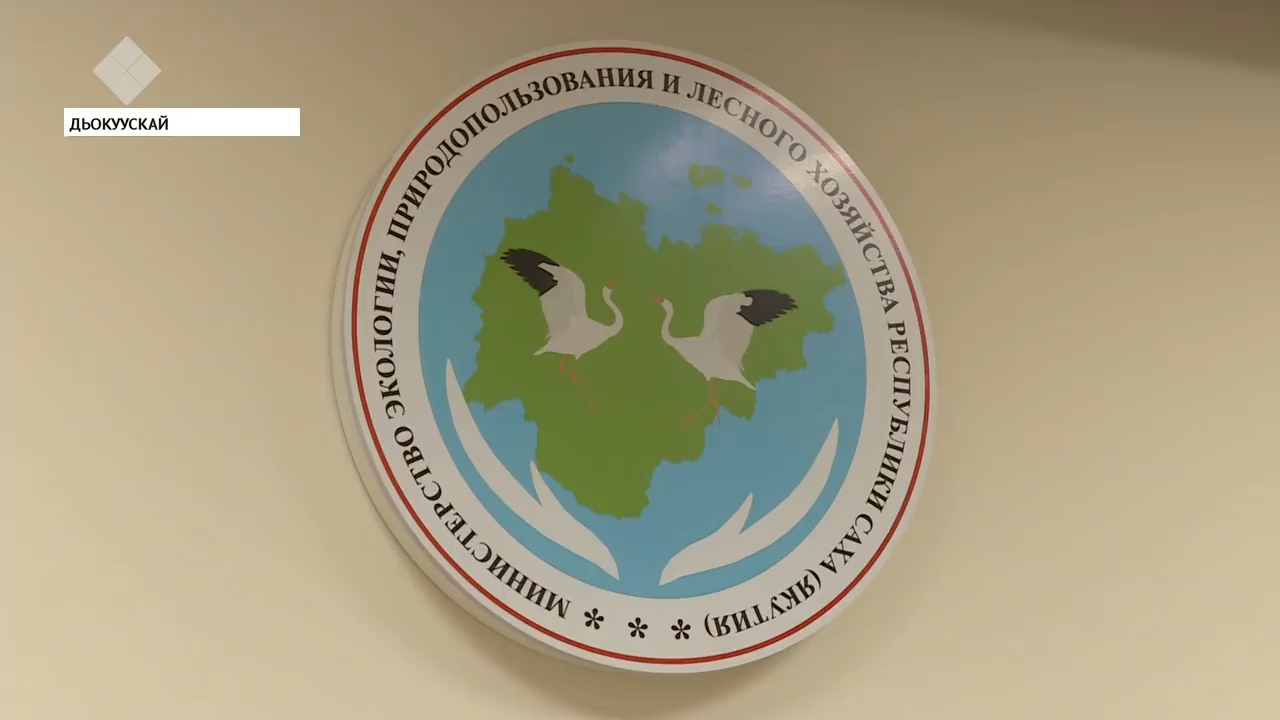 ДЬОКУУСКАЙ
МИНИСТЕРСТВО ЭКОЛОГИИ, ПРИРОДОПОЛЬЗОВАНИЯ И ЛЕСНОГО ХОЗЯЙСТВА РЕСПУБЛИКИ САХА (ЯКУТИЯ)
* * *